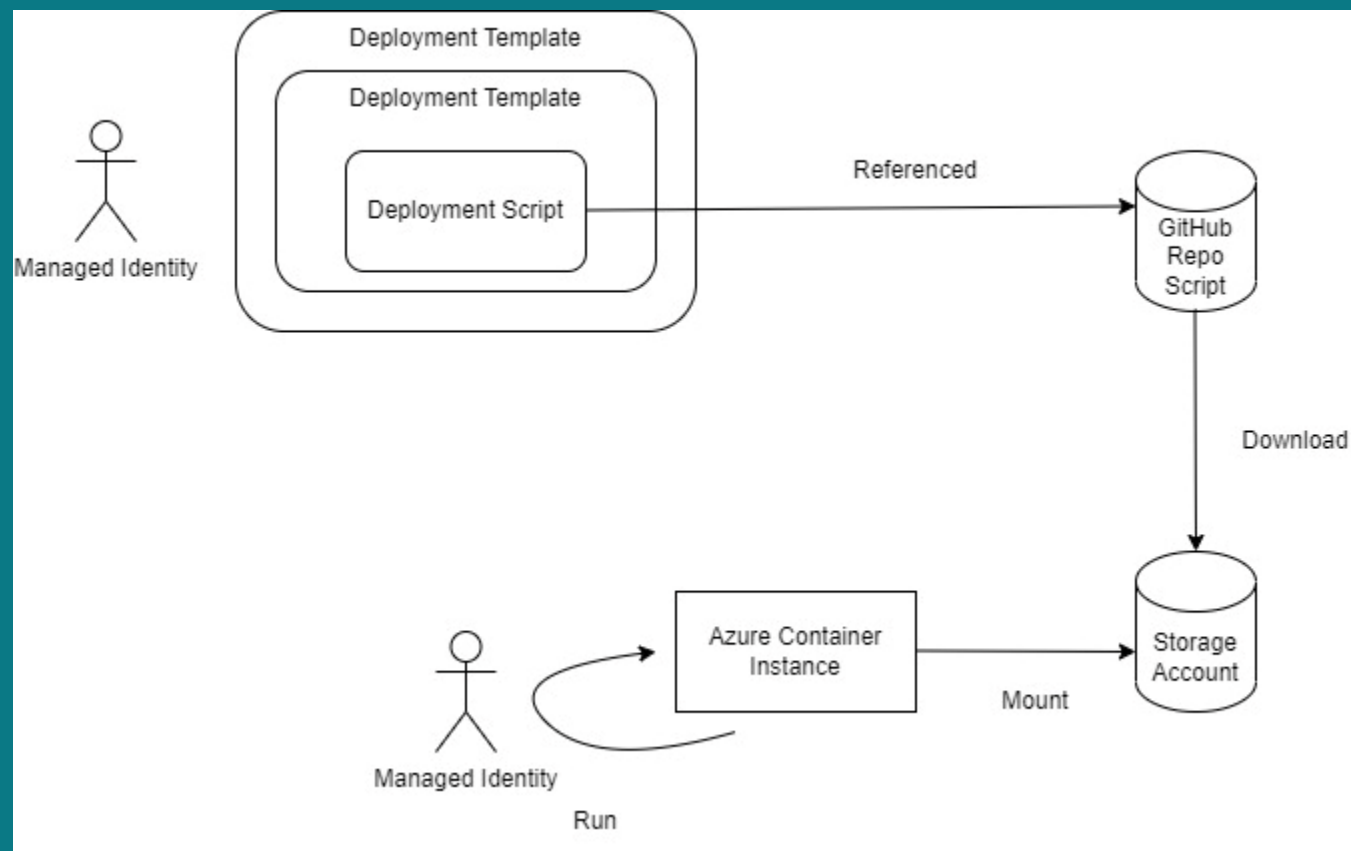 Deployment Template
Deployment Template
Deployment Script
Managed Identity
Referenced
GitHub
Repo
Script
Download
Azure Container
Instance
Mount
Storage
Account
Managed Identity
Run